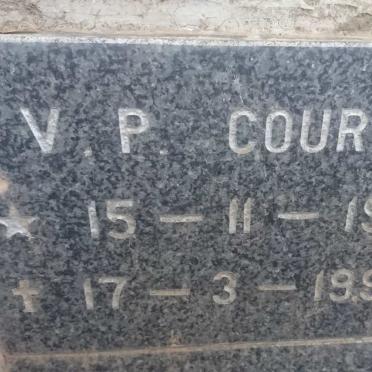 V. P. COUR
★ 15 – 11 – 19
✝ 17 – 3 – 199